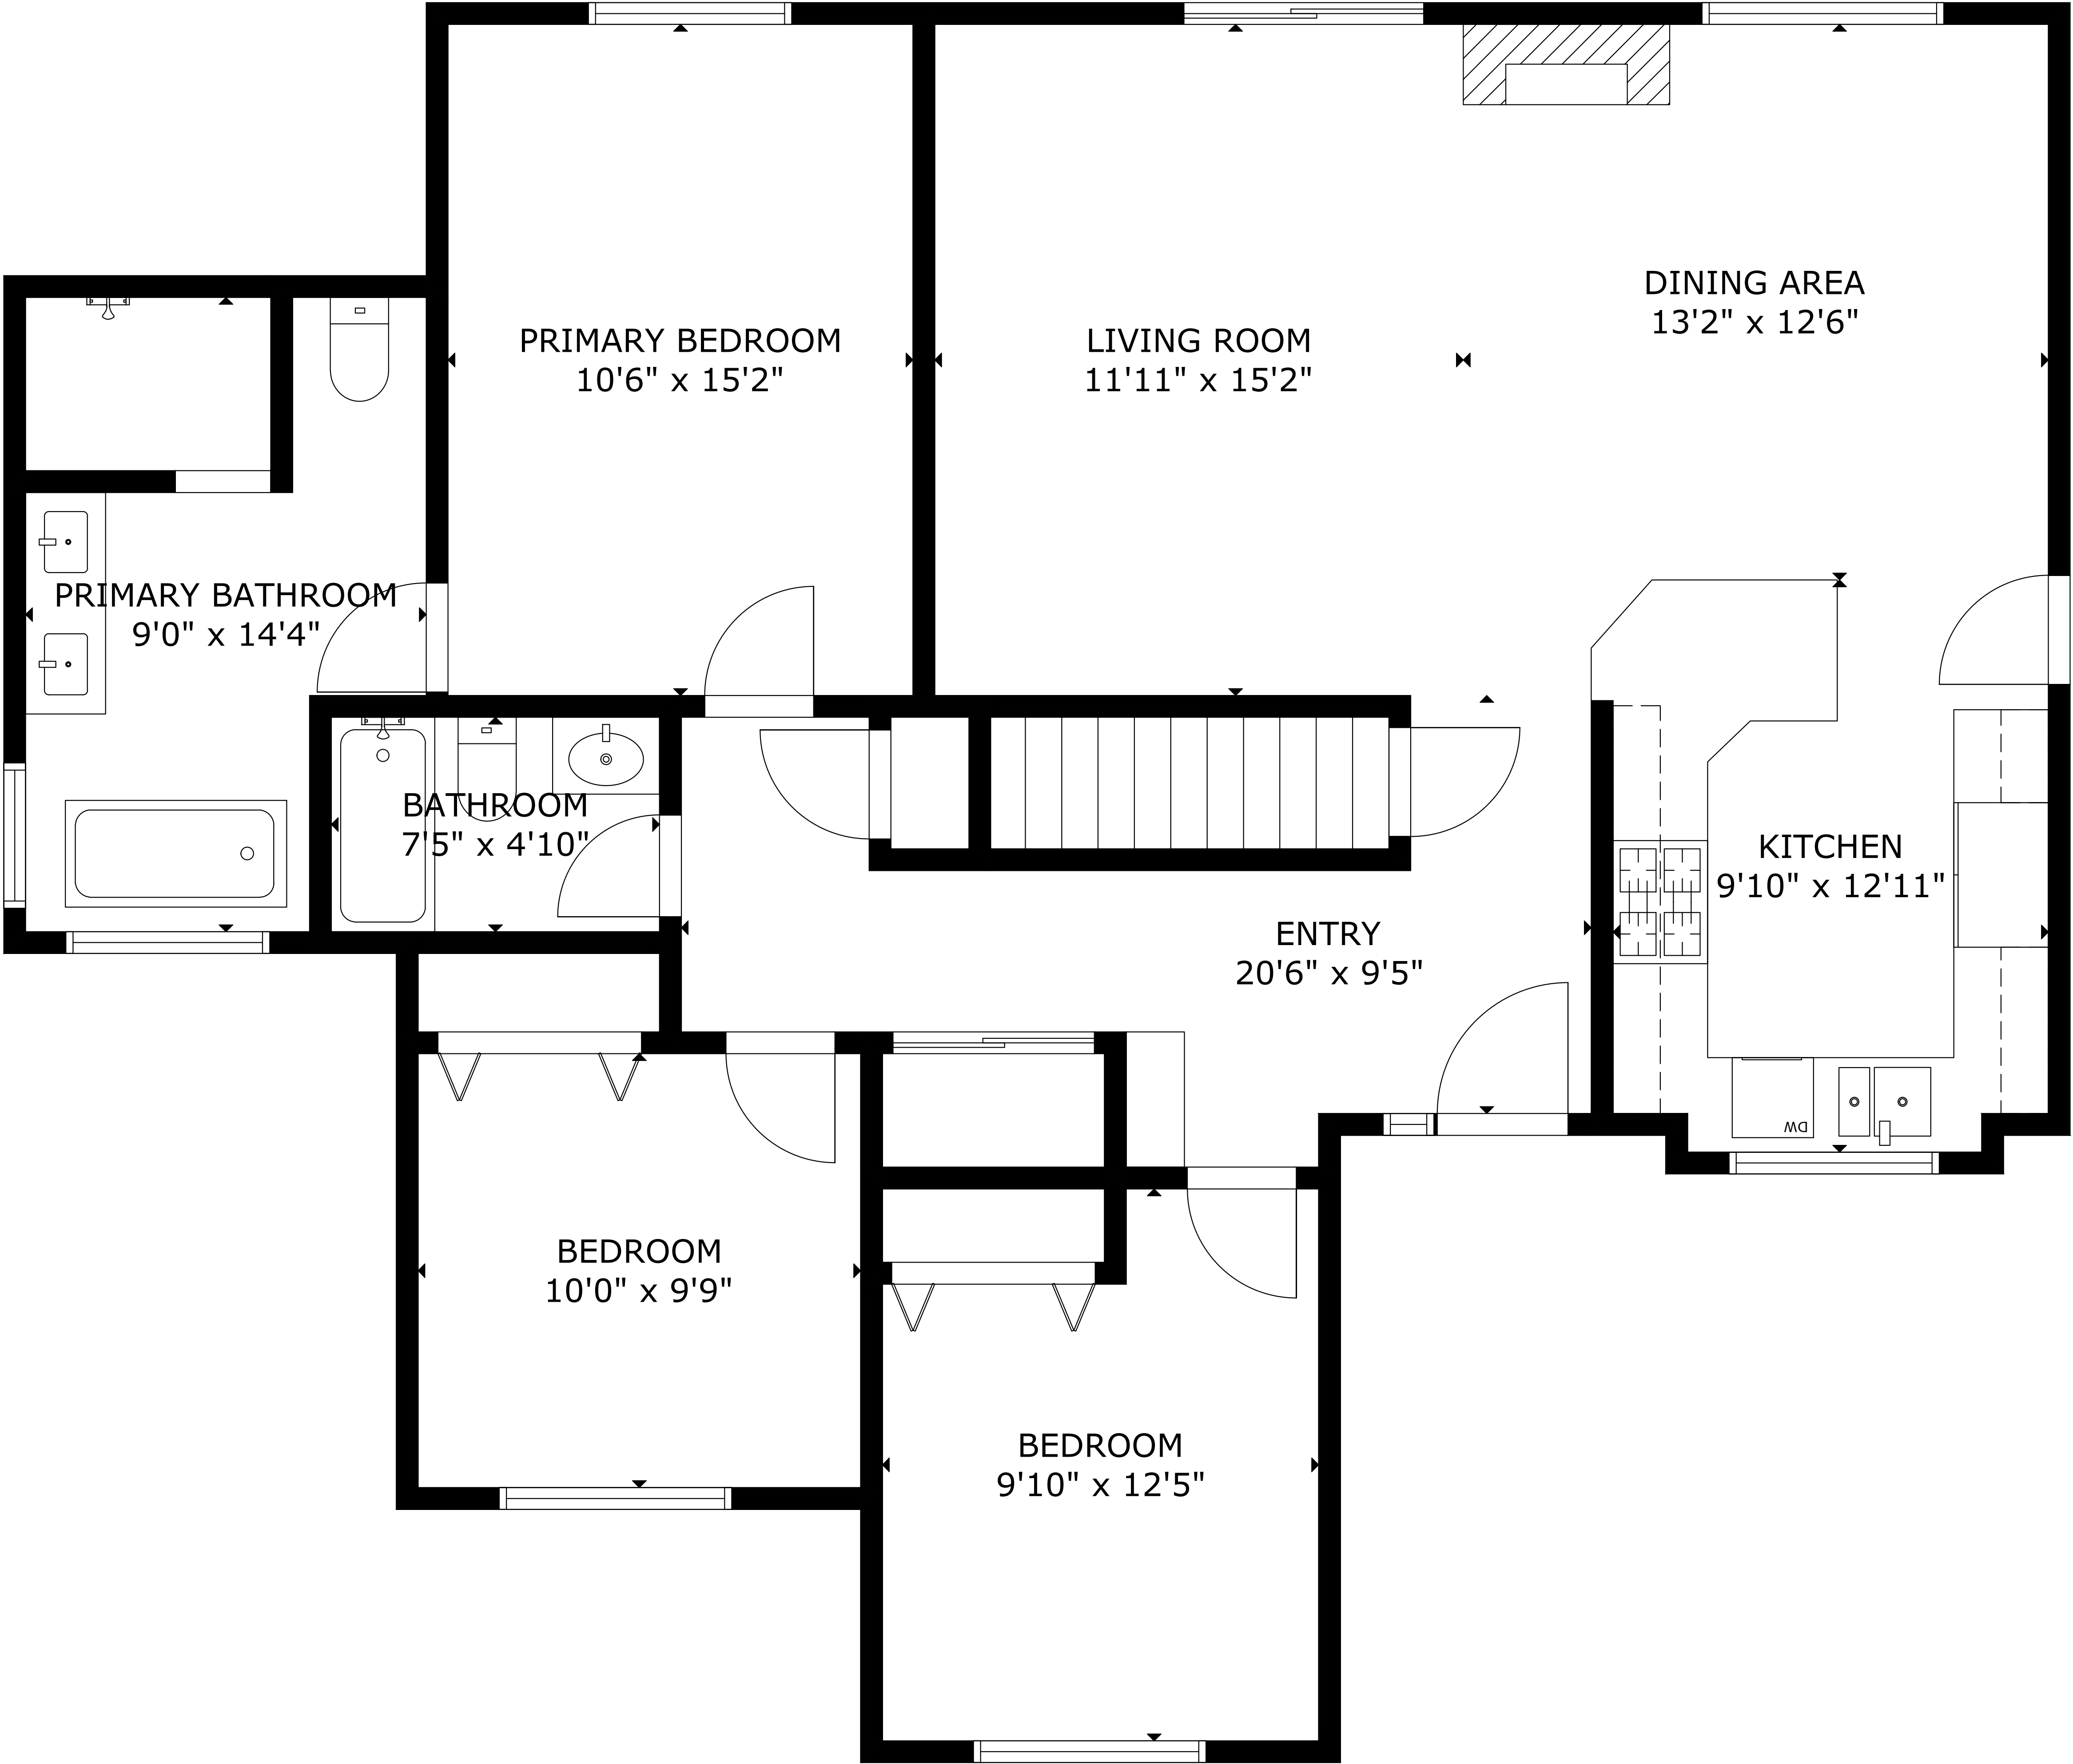 DINING AREA
13'2" x 12'6"
PRIMARY BEDROOM
10'6" x 15'2"
LIVING ROOM
11'11" x 15'2"
PRIMARY BATHROOM
9'0" x 14'4"
BATHROOM
7'5" x 4'10"
KITCHEN
9'10" x 12'11"
ENTRY
20'6" x 9'5"
DW
BEDROOM
10'0" x 9'9"
BEDROOM
9'10" x 12'5"